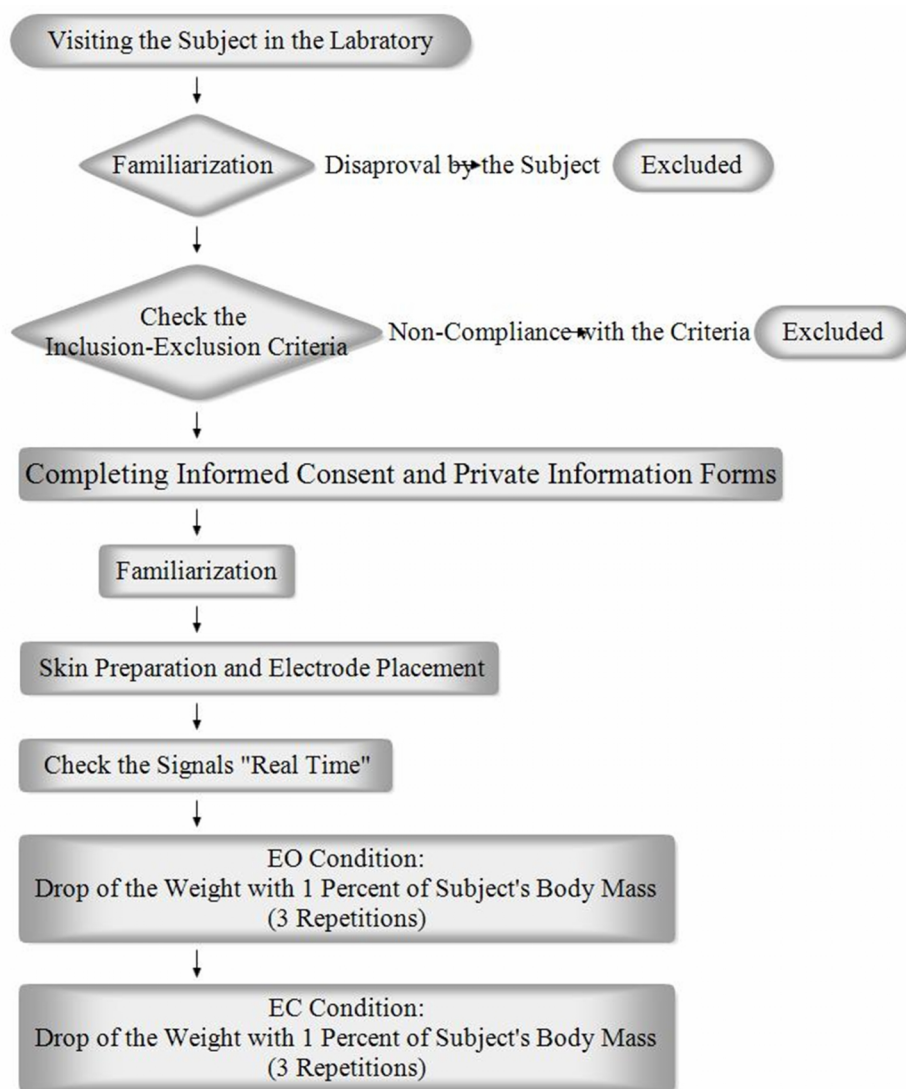 Visiting the Subject in the Labratory
Familiarization
Disaproval by the Subject
Excluded
Check the
Inclusion-Exclusion Criteria
Non-Compliance with the Criteria
Excluded
Completing Informed Consent and Private Information Forms
Familiarization
Skin Preparation and Electrode Placement
Check the Signals "Real Time"
EO Condition:
Drop of the Weight with 1 Percent of Subject's Body Mass
(3 Repetitions)
EC Condition:
Drop of the Weight with 1 Percent of Subject's Body Mass
(3 Repetitions)